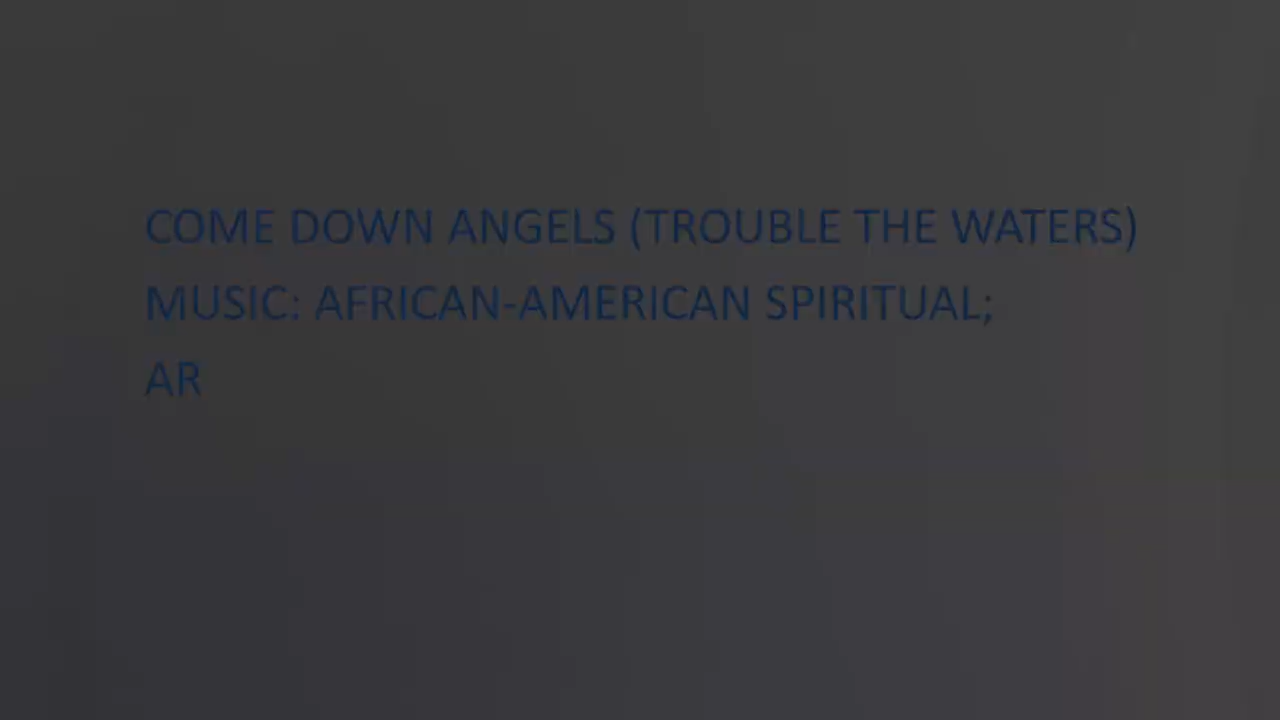 COME DOWN ANGELS (TROUBLE THE WATERS)
MUSIC: AFRICAN-AMERICAN SPIRITUAL;
AR